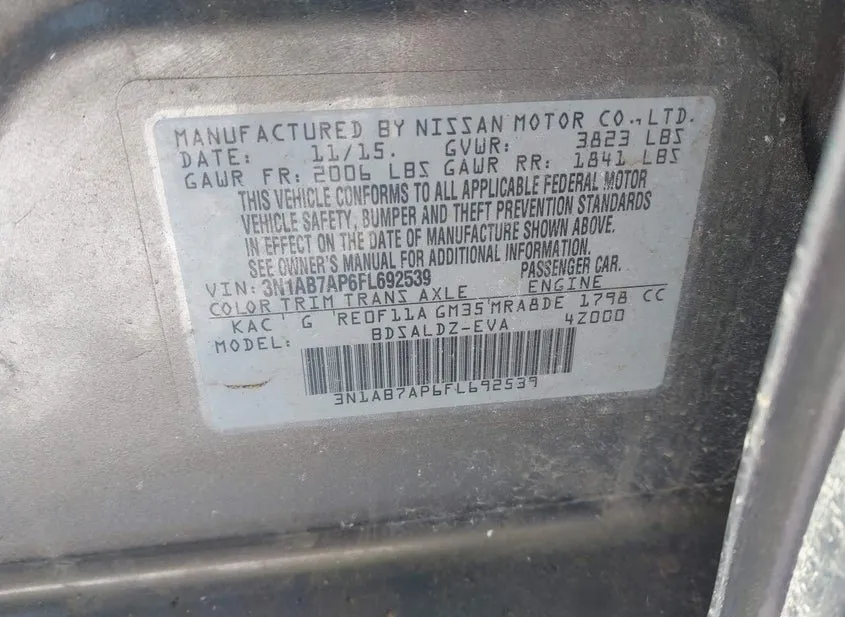 MANUFACTURED BY NISSAN MOTOR CO., LTD.
DATE: 11/15. GVWR: 3823 LBS
GAWR FR: 2006 LBS GAWR RR: 1841 LBS
THIS VEHICLE CONFORMS TO ALL APPLICABLE FEDERAL MOTOR
VEHICLE SAFETY, BUMPER AND THEFT PREVENTION STANDARDS
IN EFFECT ON THE DATE OF MANUFACTURE SHOWN ABOVE.
SEE OWNER'S MANUAL FOR ADDITIONAL INFORMATION.
VIN: 3N1AB7AP6FL692539 PASSENGER CAR.
COLOR TRIM TRANS AXLE ENGINE
KAC G RE0F11A GM35 MRA8DE 1798 CC
MODEL: BDSALDZ-EVA 4Z000
3N1AB7AP6FL692539